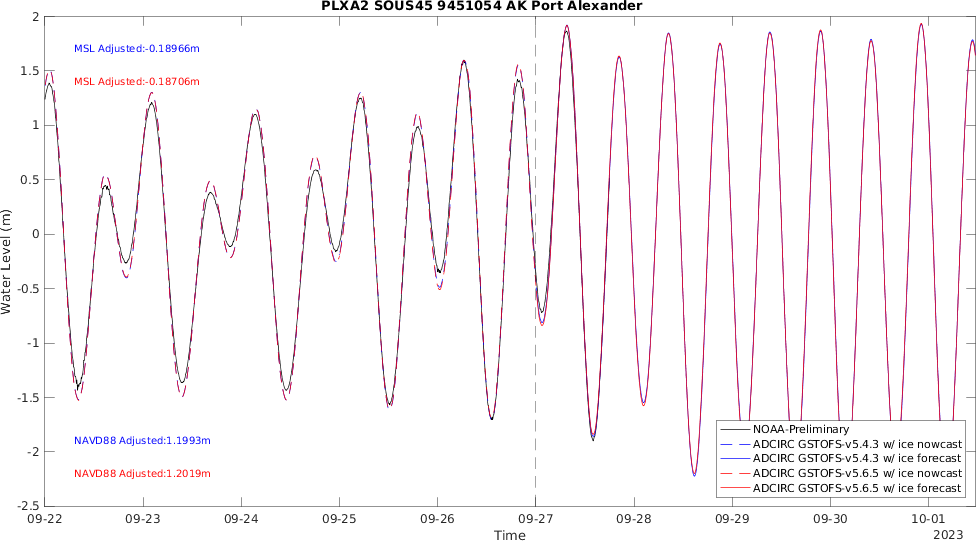 PLXA2 SOUS45 9451054 AK Port Alexander
MSL Adjusted:-0.18966m
MSL Adjusted:-0.18706m
NAVD88 Adjusted:1.1993m
NAVD88 Adjusted:1.2019m
Water Level (m)
2
1.5
1
0.5
0
-0.5
-1
-1.5
-2
-2.5
NOAA-Preliminary
ADCIRC GSTOFS-v5.4.3 w/ ice nowcast
ADCIRC GSTOFS-v5.4.3 w/ ice forecast
ADCIRC GSTOFS-v5.6.5 w/ ice nowcast
ADCIRC GSTOFS-v5.6.5 w/ ice forecast
09-22 09-23 09-24 09-25 09-26 09-27 09-28 09-29 09-30 10-01
Time
2023